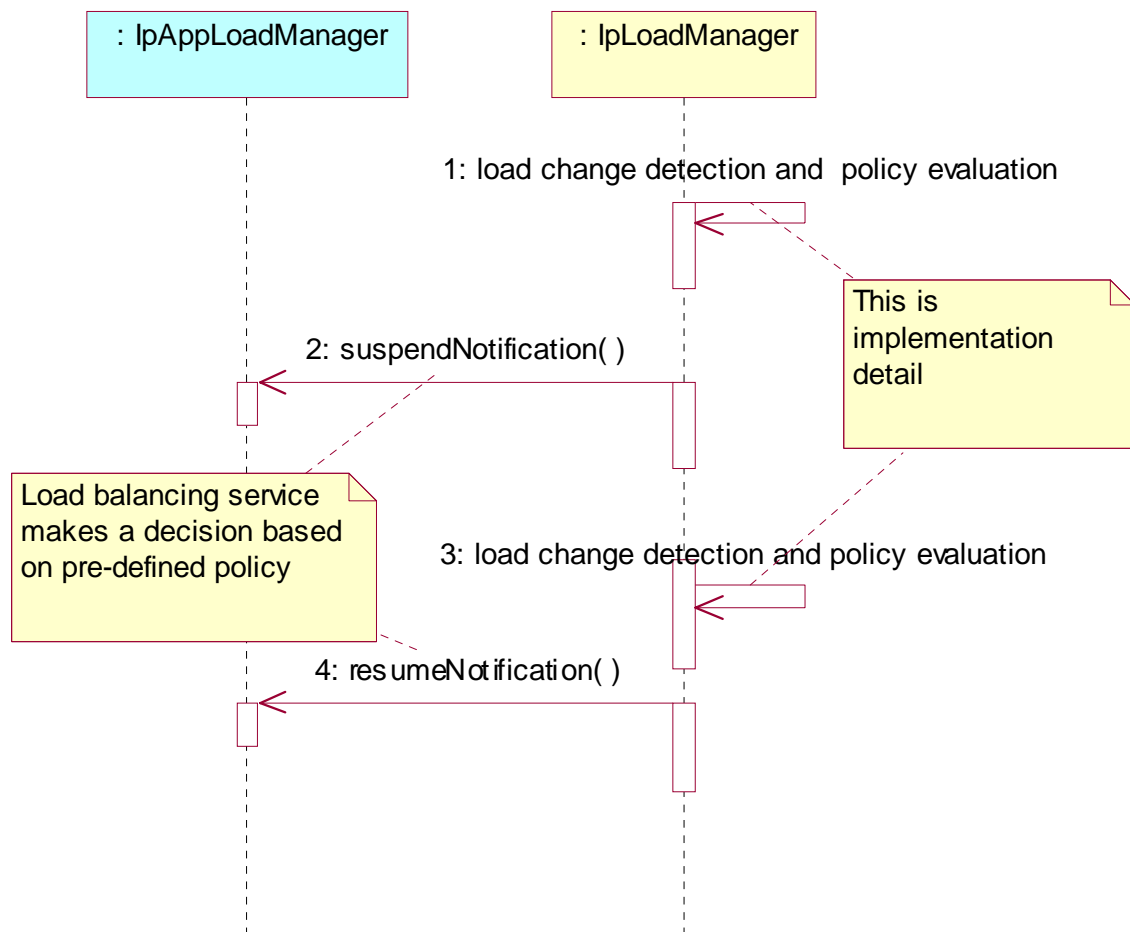 : IpAppLoadManager
: IpLoadManager
1: load change detection and  policy evaluation
This is
implementation
detail
2: suspendNotification( )
Load balancing service
makes a decision based
on pre-defined policy
3: load change detection and policy evaluation
4: resumeNotification( )